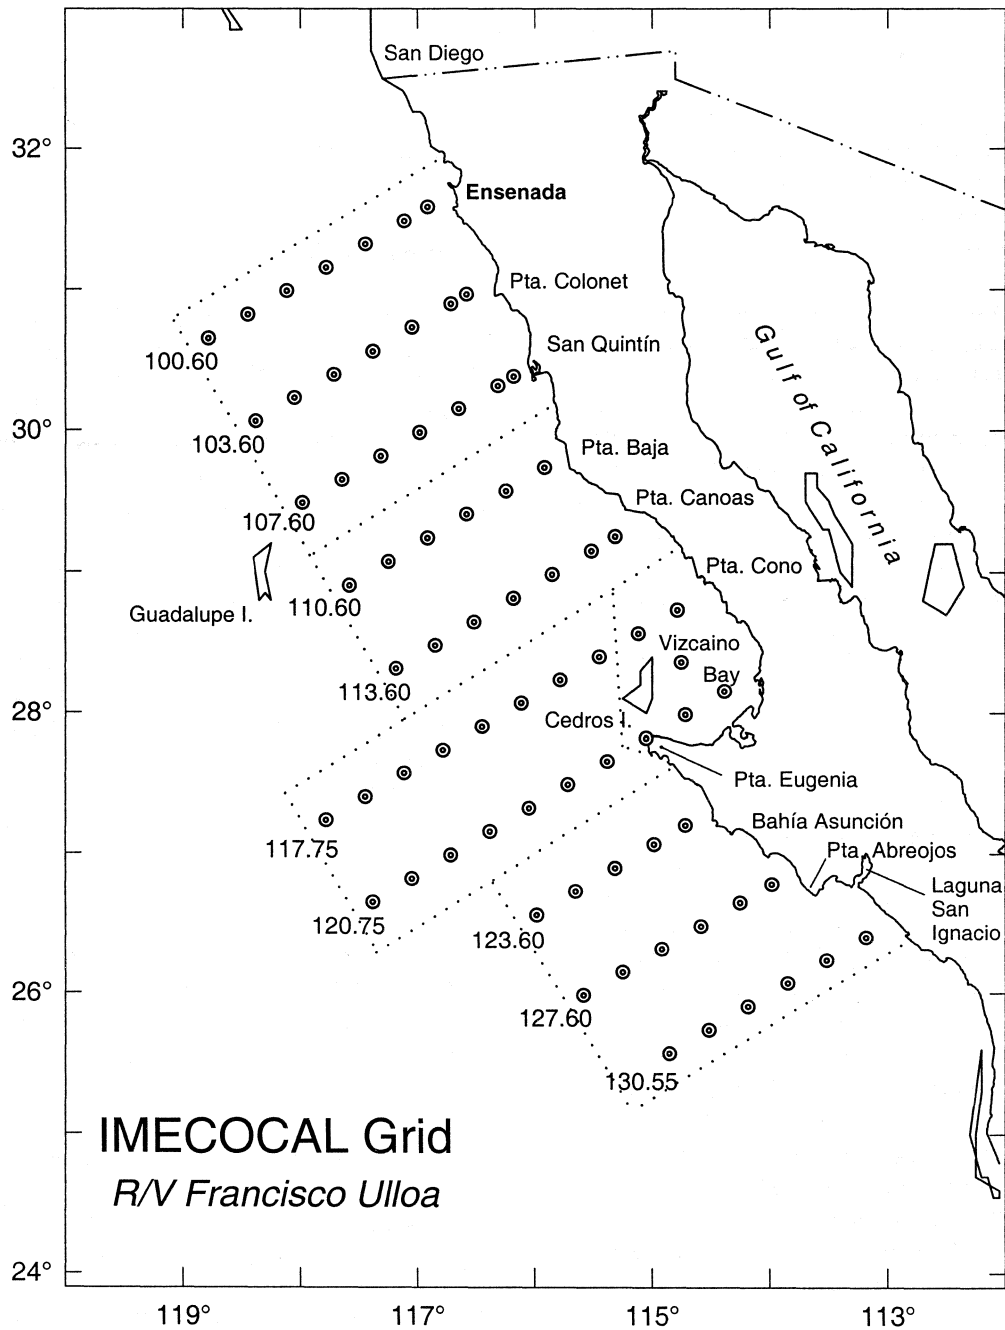 San Diego
32°
Ensenada
Pta. Colonet
San Quintín
100.60
Gulf of California
30°
103.60
Pta. Baja
Pta. Canoas
107.60
Pta. Cono
110.60
Guadalupe I.
Vizcaino
Bay
113.60
28°
Cedros I.
Pta. Eugenia
Bahía Asunción
117.75
Pta. Abreojos
Laguna
San
Ignacio
120.75
123.60
26°
127.60
130.55
IMECOCAL Grid
R/V Francisco Ulloa
24°
119°
117°
115°
113°